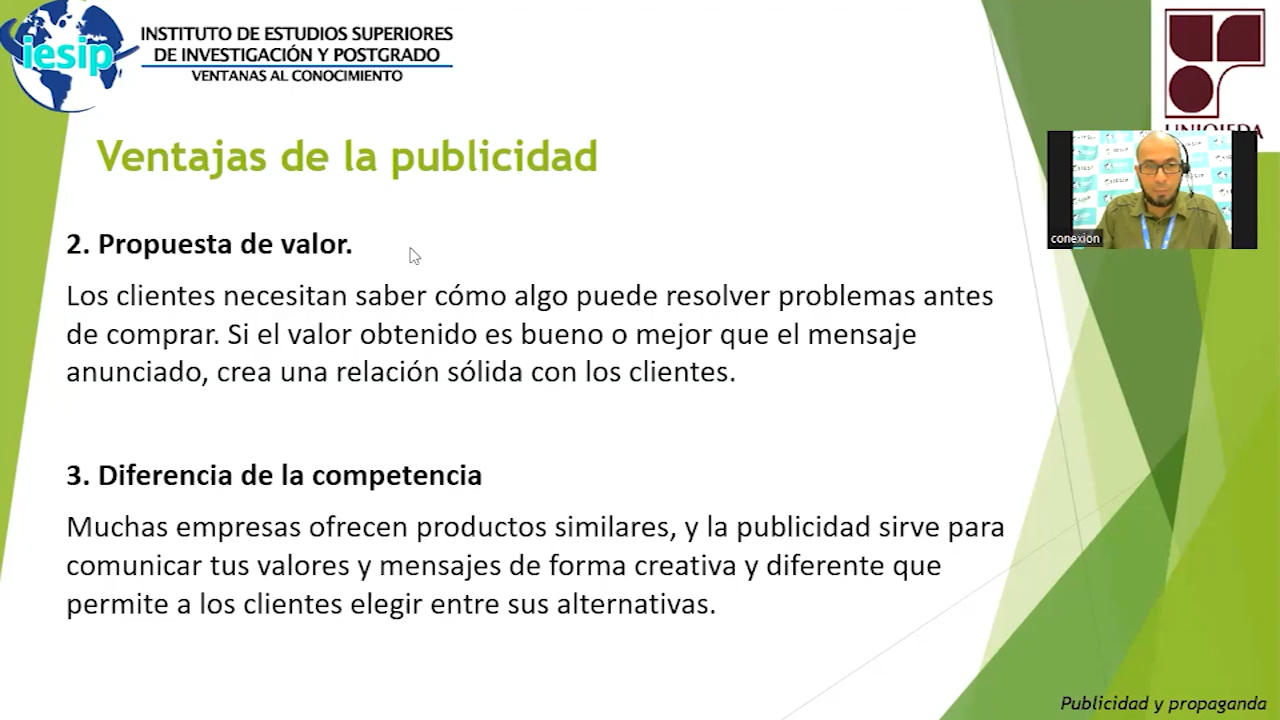 iesip
INSTITUTO DE ESTUDIOS SUPERIORES
DE INVESTIGACIÓN Y POSTGRADO
VENTANAS AL CONOCIMIENTO
Ventajas de la publicidad
conexion
2. Propuesta de valor.
Los clientes necesitan saber cómo algo puede resolver problemas antes
de comprar. Si el valor obtenido es bueno o mejor que el mensaje
anunciado, crea una relación sólida con los clientes.
3. Diferencia de la competencia
Muchas empresas ofrecen productos similares, y la publicidad sirve para
comunicar tus valores y mensajes de forma creativa y diferente que
permite a los clientes elegir entre sus alternativas.
Publicidad y propaganda